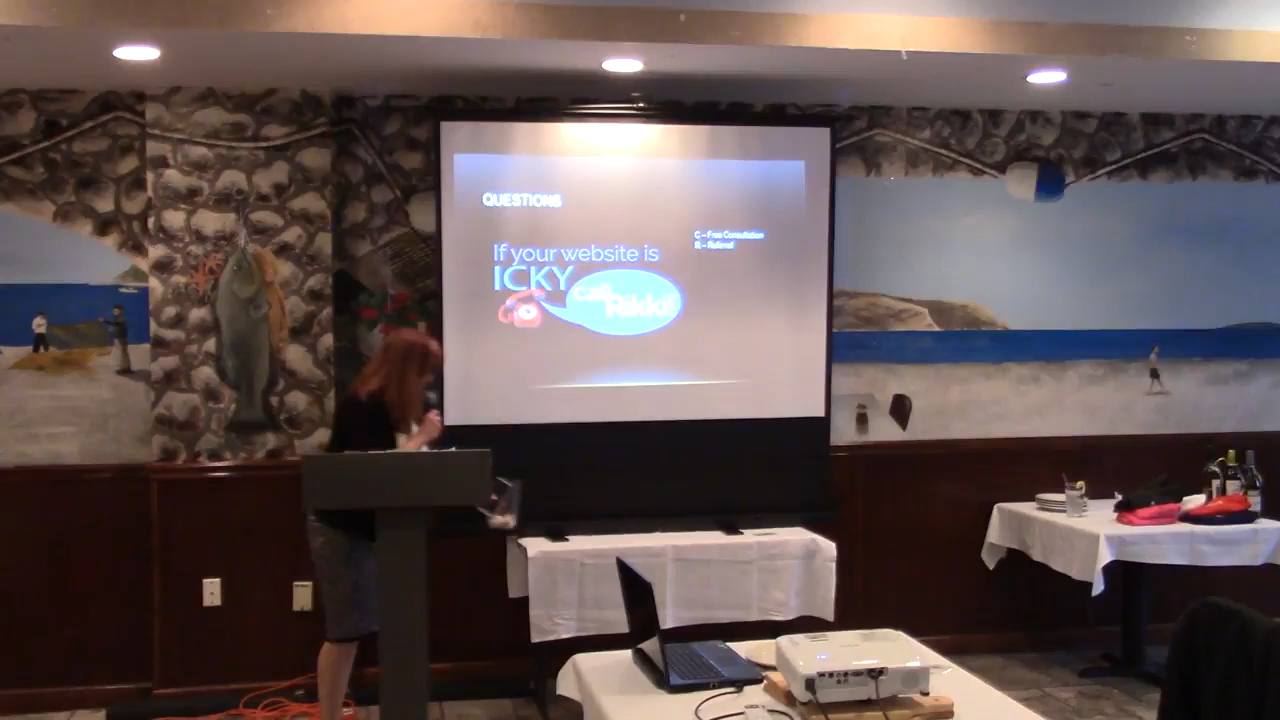 QUESTIONS
C – Free Consultation
R – Referral
If your website is
ICKY
call
Rikki!